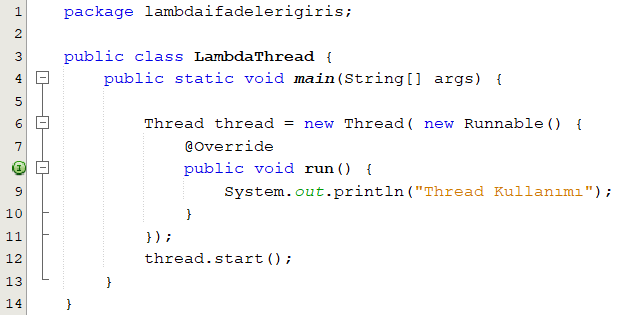 1 package lambdaifadelerigiris;
2
3 public class LambdaThread {
4 public static void main(String[] args) {
5
6 Thread thread = new Thread( new Runnable() {
7 @Override
public void run() {
9 System.out.println("Thread Kullanımı");
10 }
11 });
12 thread.start();
13 }
14 }